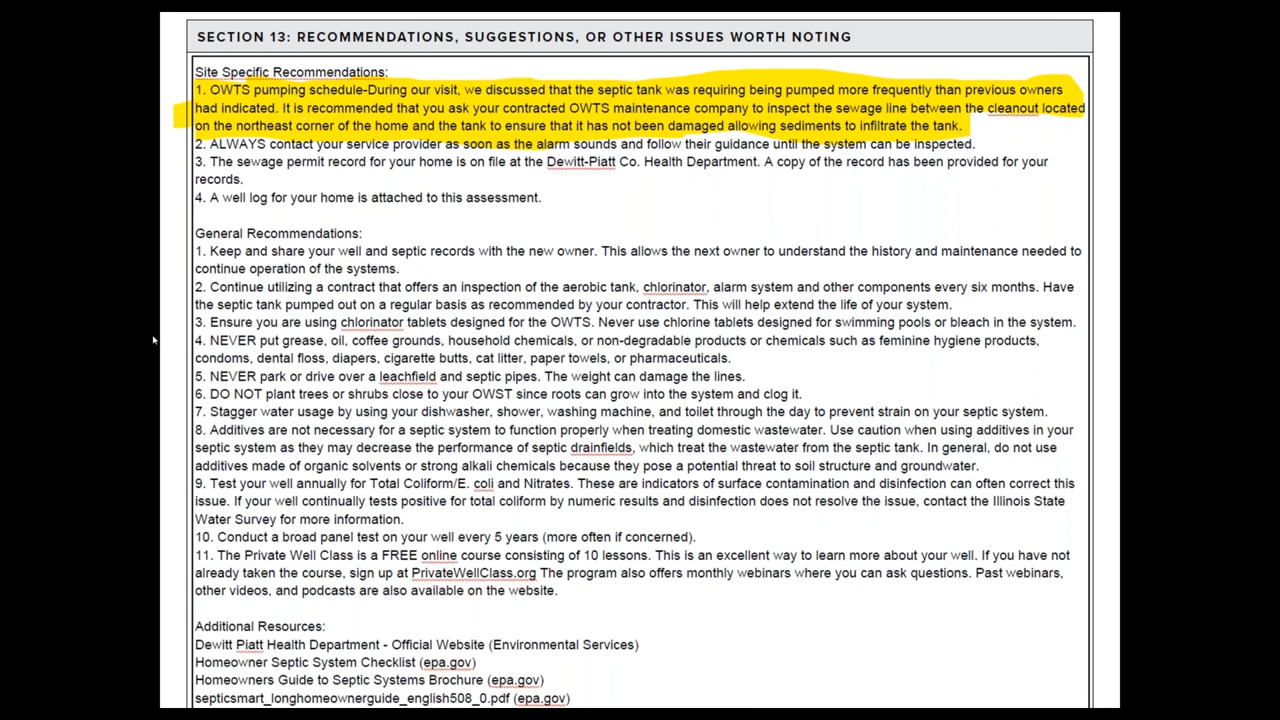 SECTION 13: RECOMMENDATIONS, SUGGESTIONS, OR OTHER ISSUES WORTH NOTING
Site Specific Recommendations:
1. OWTS pumping schedule-During our visit, we discussed that the septic tank was requiring being pumped more frequently than previous owners
had indicated. It is recommended that you ask your contracted OWTS maintenance company to inspect the sewage line between the cleanout located
on the northeast corner of the home and the tank to ensure that it has not been damaged allowing sediments to infiltrate the tank.
2. ALWAYS contact your service provider as soon as the alarm sounds and follow their guidance until the system can be inspected.
3. The sewage permit record for your home is on file at the Dewitt-Piatt Co. Health Department. A copy of the record has been provided for your
records.
4. A well log for your home is attached to this assessment.
General Recommendations:
1. Keep and share your well and septic records with the new owner. This allows the next owner to understand the history and maintenance needed to
continue operation of the systems.
2. Continue utilizing a contract that offers an inspection of the aerobic tank, chlorinator, alarm system and other components every six months. Have
the septic tank pumped out on a regular basis as recommended by your contractor. This will help extend the life of your system.
3. Ensure you are using chlorinator tablets designed for the OWTS. Never use chlorine tablets designed for swimming pools or bleach in the system.
4. NEVER put grease, oil, coffee grounds, household chemicals, or non-degradable products or chemicals such as feminine hygiene products,
condoms, dental floss, diapers, cigarette butts, cat litter, paper towels, or pharmaceuticals.
5. NEVER park or drive over a leachfield and septic pipes. The weight can damage the lines.
6. DO NOT plant trees or shrubs close to your OWST since roots can grow into the system and clog it.
7. Stagger water usage by using your dishwasher, shower, washing machine, and toilet through the day to prevent strain on your septic system.
8. Additives are not necessary for a septic system to function properly when treating domestic wastewater. Use caution when using additives in your
septic system as they may decrease the performance of septic drainfields, which treat the wastewater from the septic tank. In general, do not use
additives made of organic solvents or strong alkali chemicals because they pose a potential threat to soil structure and groundwater.
9. Test your well annually for Total Coliform/E. coli and Nitrates. These are indicators of surface contamination and disinfection can often correct this
issue. If your well continually tests positive for total coliform by numeric results and disinfection does not resolve the issue, contact the Illinois State
Water Survey for more information.
10. Conduct a broad panel test on your well every 5 years (more often if concerned).
11. The Private Well Class is a FREE online course consisting of 10 lessons. This is an excellent way to learn more about your well. If you have not
already taken the course, sign up at PrivateWellClass.org The program also offers monthly webinars where you can ask questions. Past webinars,
other videos, and podcasts are also available on the website.
Additional Resources:
Dewitt Piatt Health Department - Official Website (Environmental Services)
Homeowner Septic System Checklist (epa.gov)
Homeowners Guide to Septic Systems Brochure (epa.gov)
septicsmart_longhomeownerguide_english508_0.pdf (epa.gov)